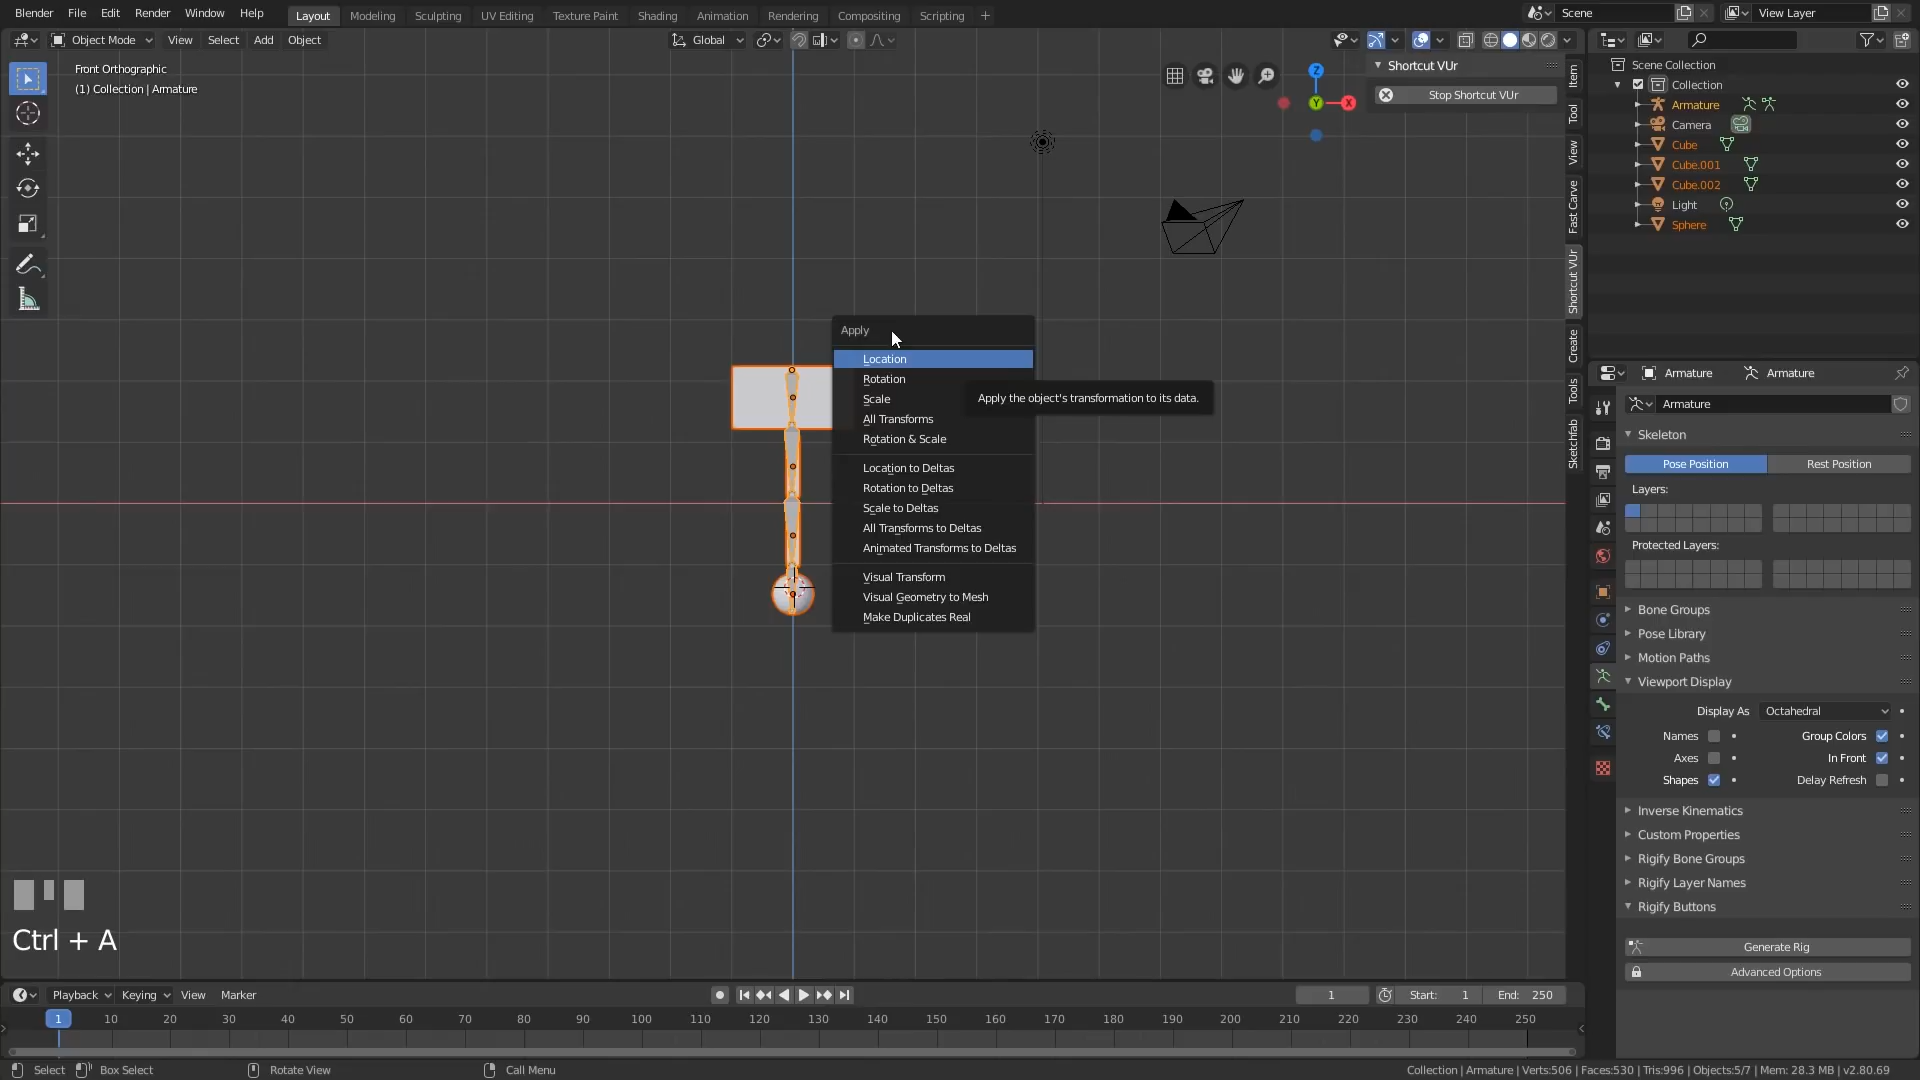 Blender File Edit Render Window Help Layout Modeling Sculpting UV Editing Texture Paint Shading Animation Rendering Compositing Scripting + Scene View Layer
Object Mode View Select Add Object Global
Front Orthographic
(1) Collection | Armature
Shortcut VUr
Stop Shortcut VUr
Z
Y
X
Item
Tool
View
Fast Carve
Shortcut VUr
Create
Tools
Sketchfab
Scene Collection
Collection
Armature
Camera
Cube
Cube.001
Cube.002
Light
Sphere
Apply
Location
Rotation
Scale
All Transforms
Rotation & Scale
Location to Deltas
Rotation to Deltas
Scale to Deltas
All Transforms to Deltas
Animated Transforms to Deltas
Visual Transform
Visual Geometry to Mesh
Make Duplicates Real
Apply the object's transformation to its data.
Armature Armature
Armature
Skeleton
Pose Position Rest Position
Layers:
Protected Layers:
Bone Groups
Pose Library
Motion Paths
Viewport Display
Display As Octahedral
Names Group Colors
Axes In Front
Shapes Delay Refresh
Inverse Kinematics
Custom Properties
Rigify Bone Groups
Rigify Layer Names
Rigify Buttons
Generate Rig
Advanced Options
Ctrl + A
Playback Keying View Marker 1 Start: 1 End: 250
1 10 20 30 40 50 60 70 80 90 100 110 120 130 140 150 160 170 180 190 200 210 220 230 240 250
Select Box Select Rotate View Call Menu Collection | Armature | Verts:506 | Faces:530 | Tris:996 | Objects:5/7 | Mem: 28.3 MB | v2.80.69